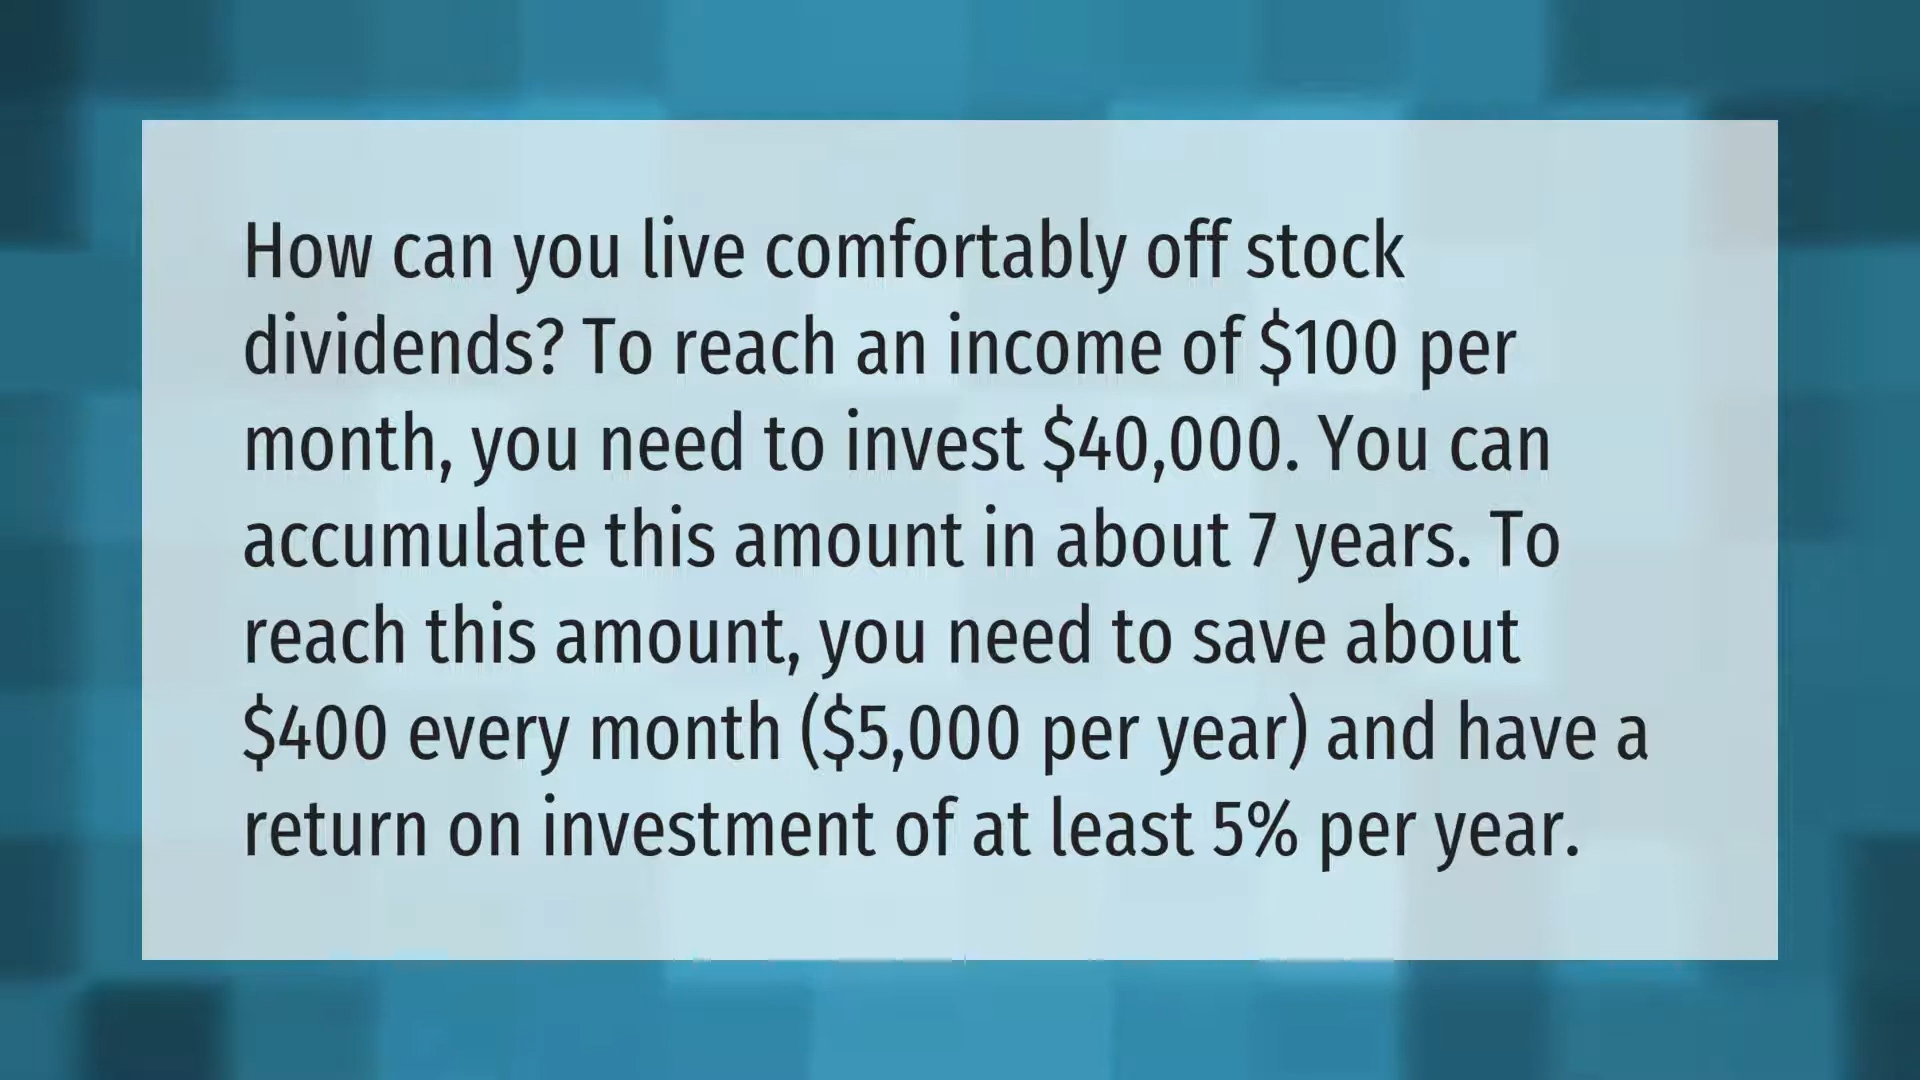 How can you live comfortably off stock
dividends? To reach an income of $100 per
month, you need to invest $40,000. You can
accumulate this amount in about 7 years. To
reach this amount, you need to save about
$400 every month ($5,000 per year) and have a
return on investment of at least 5% per year.